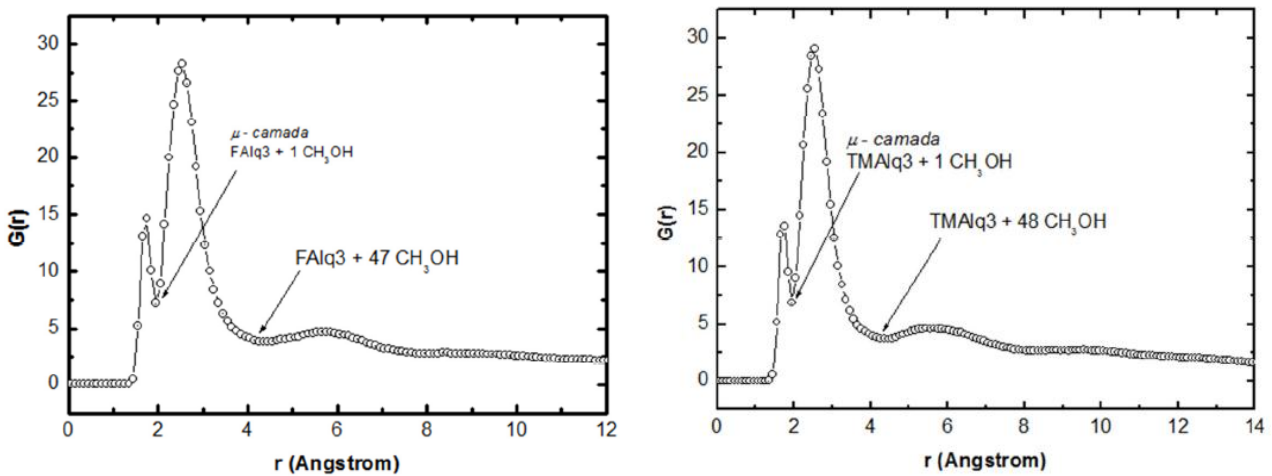 30
25
20
15
10
5
0
G(r)
μ - camada
FAlq3 + 1 CH₃OH
FAlq3 + 47 CH₃OH
0 2 4 6 8 10 12
r (Angstrom)
30
25
20
15
10
5
0
G(r)
μ - camada
TMAlq3 + 1 CH₃OH
TMAlq3 + 48 CH₃OH
0 2 4 6 8 10 12 14
r (Angstrom)